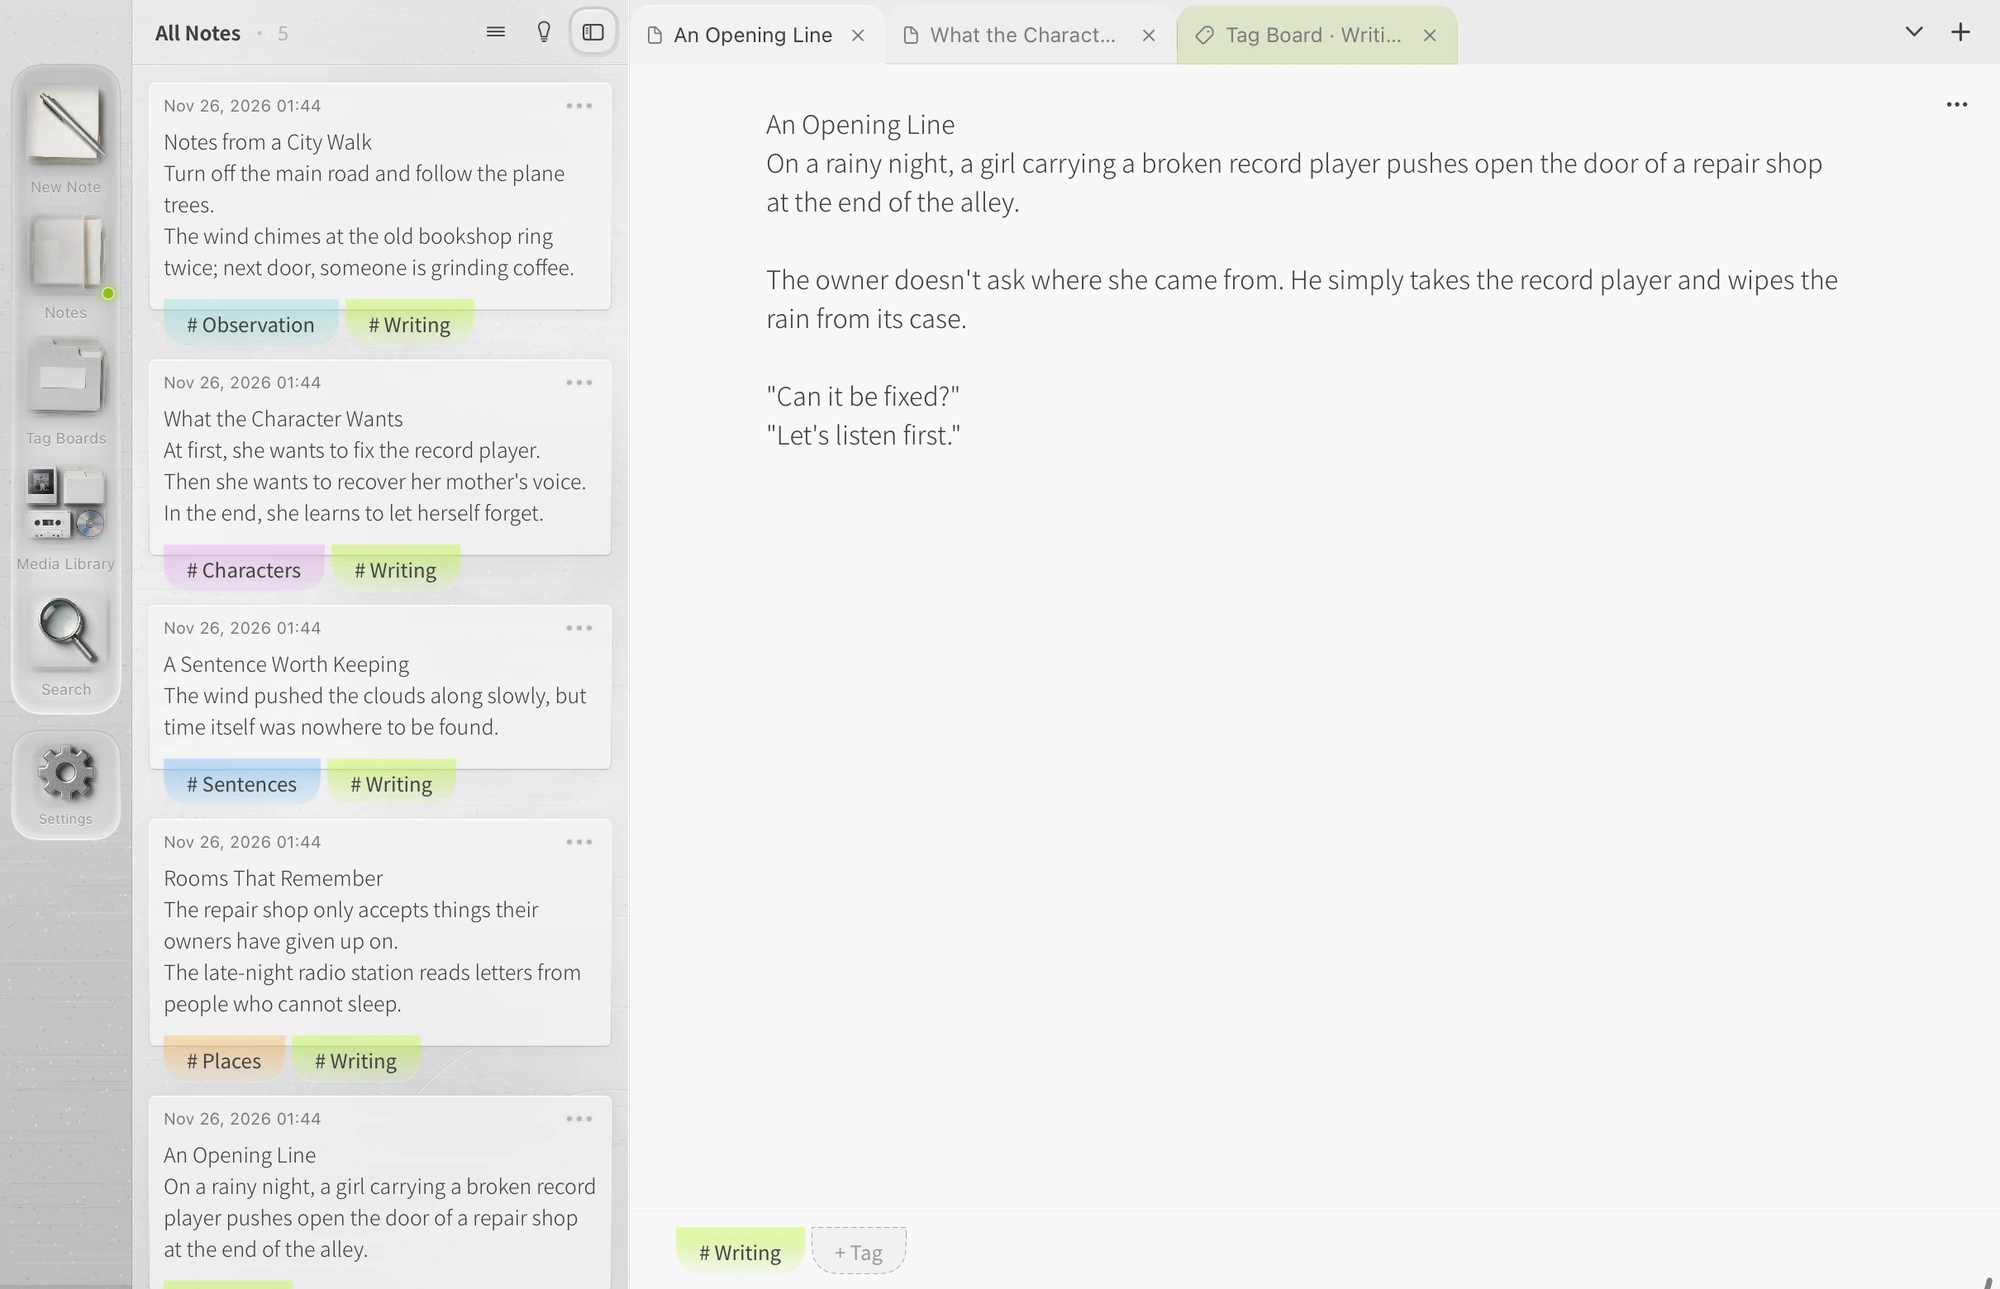 All Notes · 5
An Opening Line
What the Charact...
Tag Board · Writi...
New Note
Notes
Tag Boards
Media Library
Search
Settings
Nov 26, 2026 01:44
Notes from a City Walk
Turn off the main road and follow the plane
trees.
The wind chimes at the old bookshop ring
twice; next door, someone is grinding coffee.
# Observation
# Writing
Nov 26, 2026 01:44
What the Character Wants
At first, she wants to fix the record player.
Then she wants to recover her mother's voice.
In the end, she learns to let herself forget.
# Characters
# Writing
Nov 26, 2026 01:44
A Sentence Worth Keeping
The wind pushed the clouds along slowly, but
time itself was nowhere to be found.
# Sentences
# Writing
Nov 26, 2026 01:44
Rooms That Remember
The repair shop only accepts things their
owners have given up on.
The late-night radio station reads letters from
people who cannot sleep.
# Places
# Writing
Nov 26, 2026 01:44
An Opening Line
On a rainy night, a girl carrying a broken record
player pushes open the door of a repair shop
at the end of the alley.
An Opening Line
On a rainy night, a girl carrying a broken record player pushes open the door of a repair shop
at the end of the alley.
The owner doesn't ask where she came from. He simply takes the record player and wipes the
rain from its case.
"Can it be fixed?"
"Let's listen first."
# Writing
+ Tag